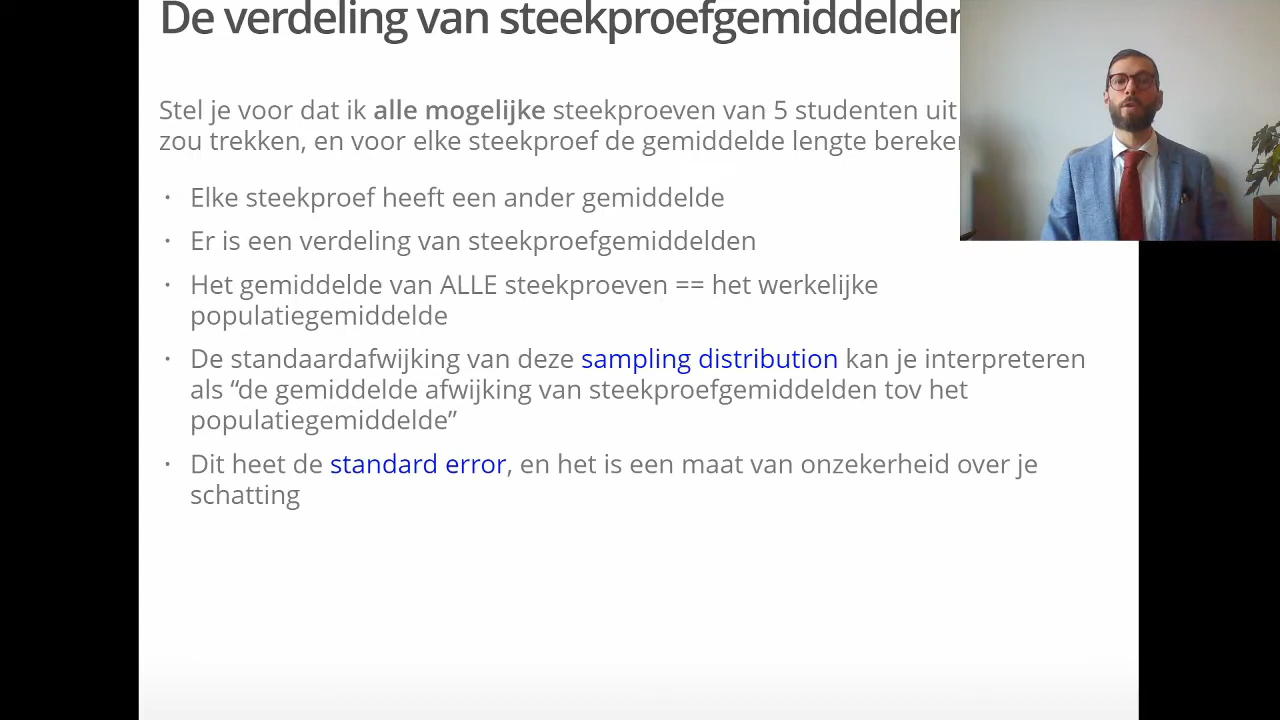 De verdeling van steekproefgemiddelden
Stel je voor dat ik alle mogelijke steekproeven van 5 studenten uit
zou trekken, en voor elke steekproef de gemiddelde lengte
· Elke steekproef heeft een ander gemiddelde
· Er is een verdeling van steekproefgemiddelden
· Het gemiddelde van ALLE steekproeven == het werkelijke
populatiegemiddelde
· De standaardafwijking van deze sampling distribution kan je interpreteren
als “de gemiddelde afwijking van steekproefgemiddelden tov het
populatiegemiddelde”
· Dit heet de standard error, en het is een maat van onzekerheid over je
schatting